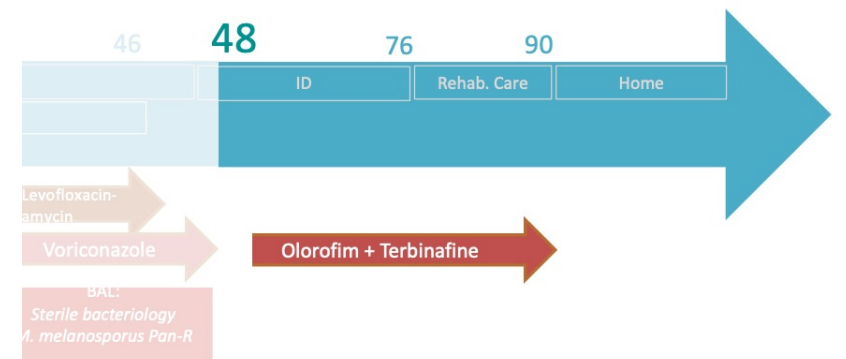 46 48 76 90
ID Rehab. Care Home
Levofloxacin-
amycin
Voriconazole Olorofim + Terbinafine
BAL:
Sterile bacteriology
M. melanosporus Pan-R